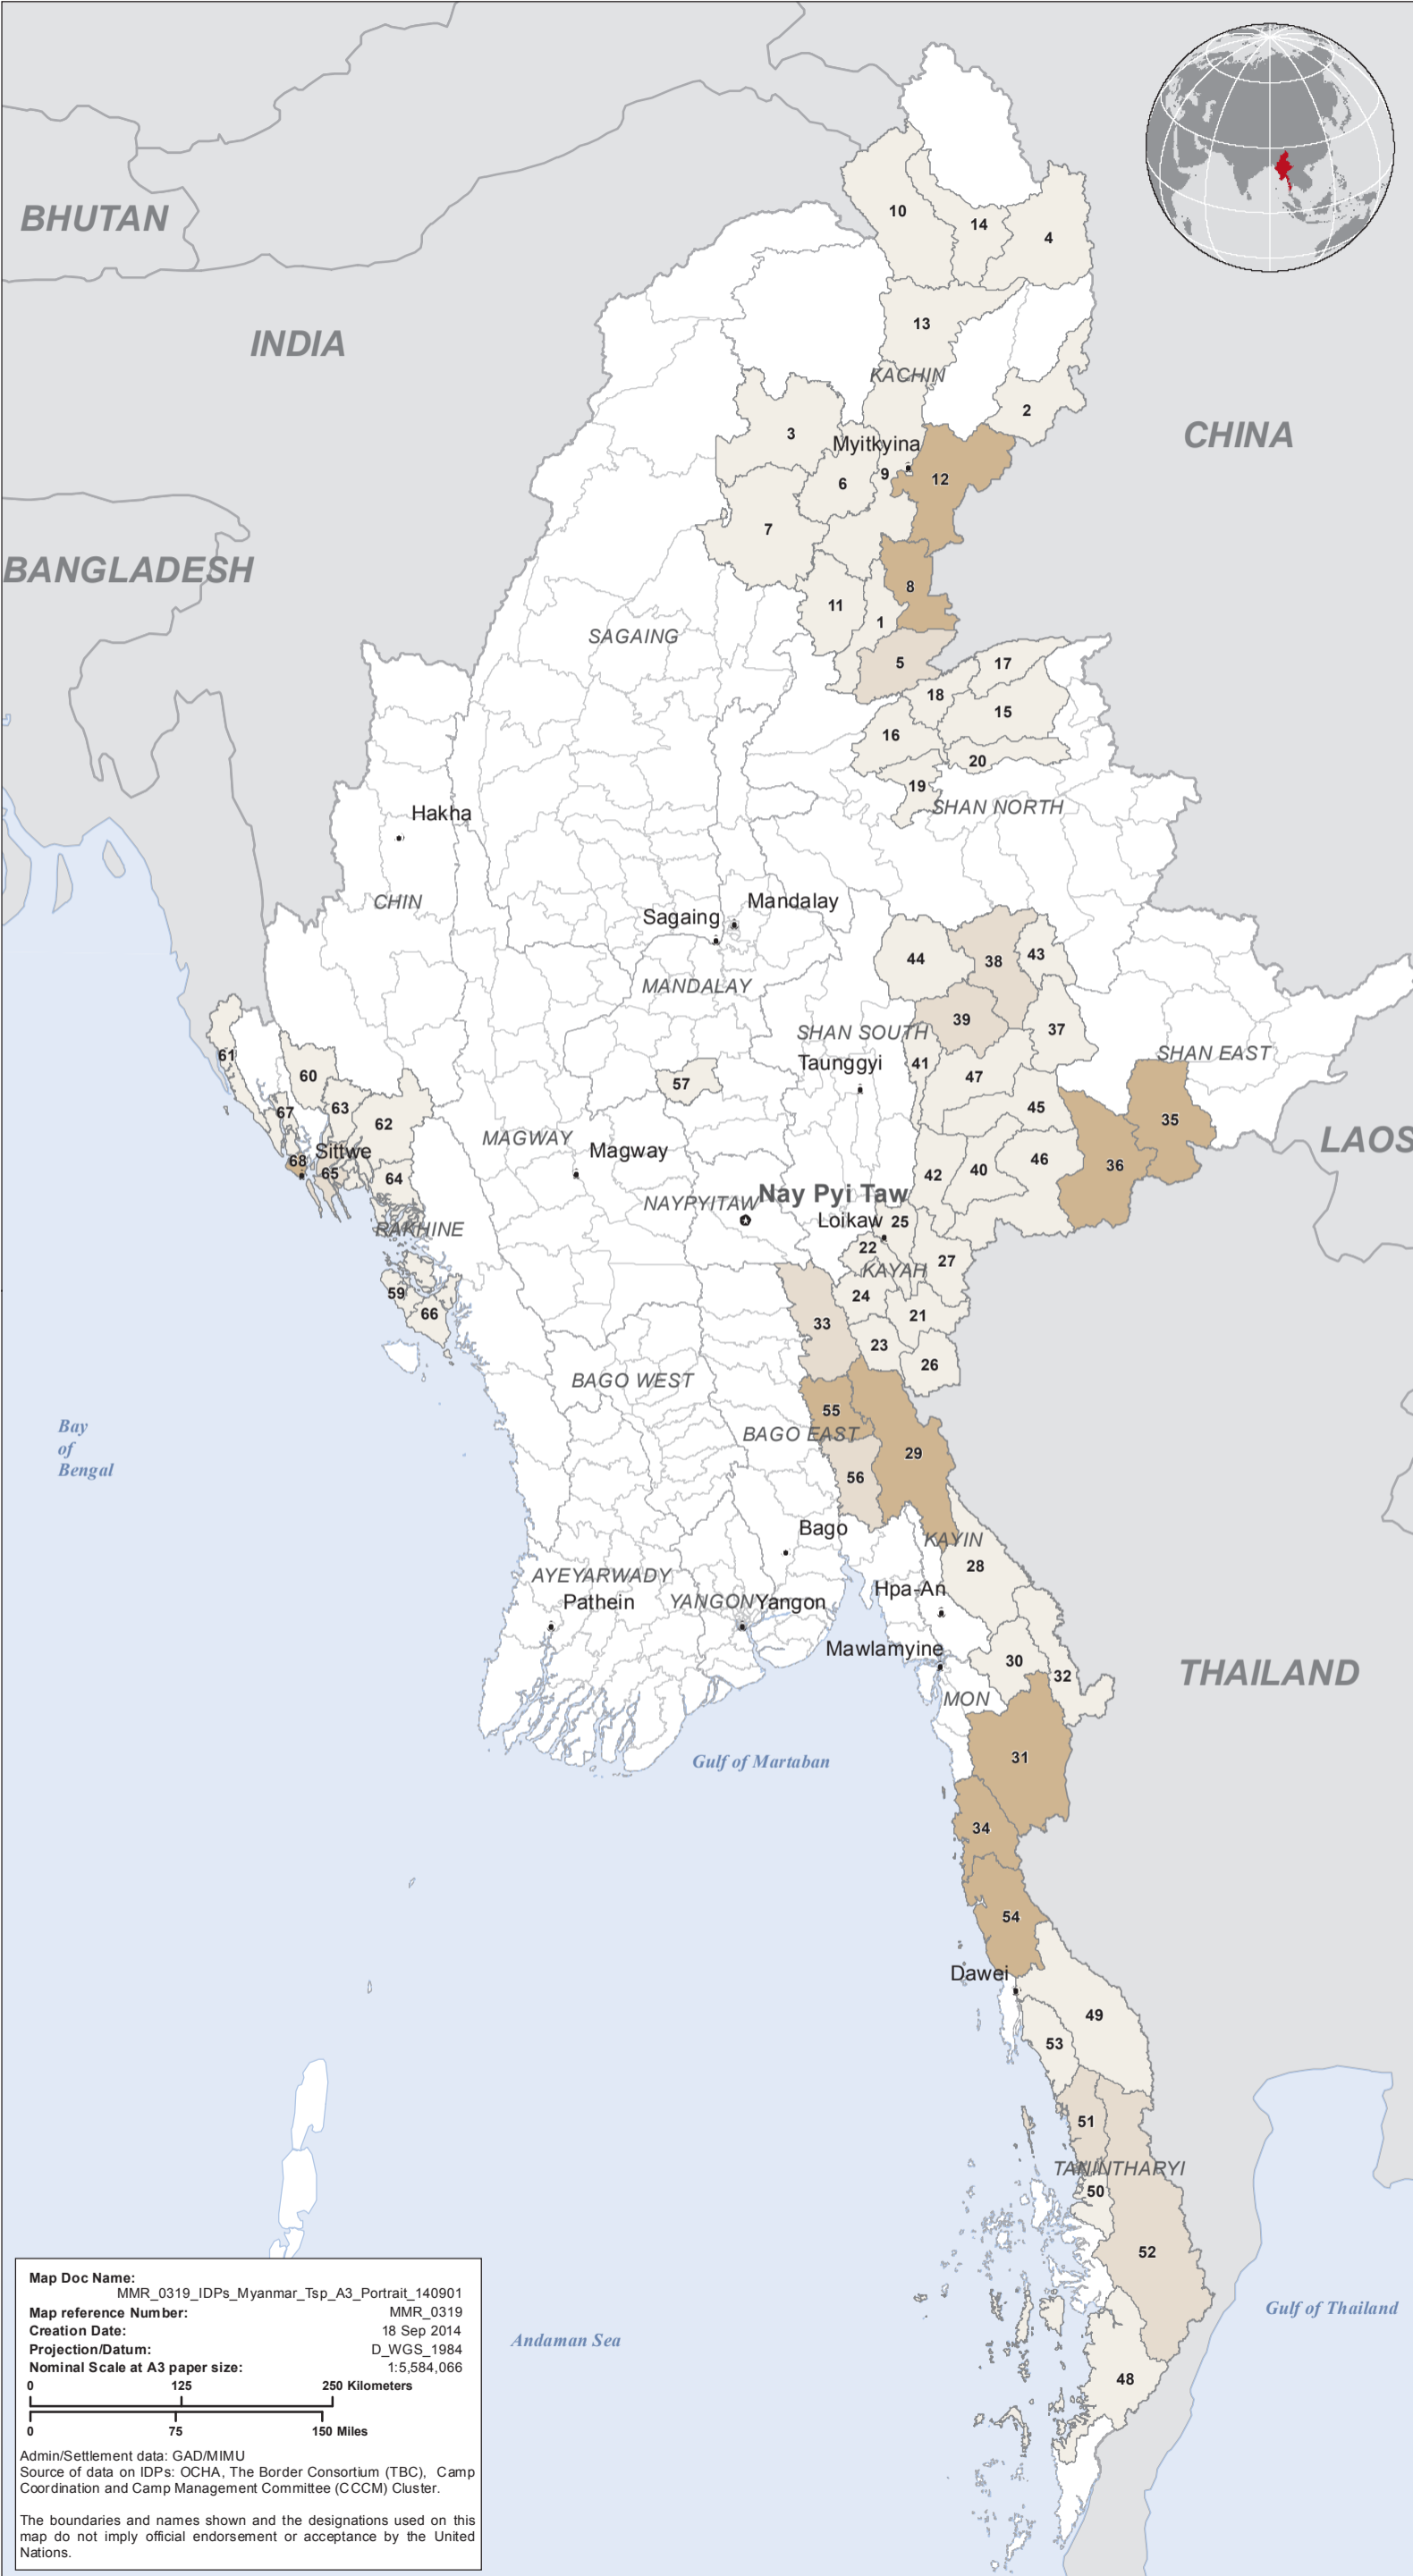 10
14
4
BHUTAN
13
INDIA
KACHIN
2
3
CHINA
Myitkyina
9
12
6
7
BANGLADESH
8
11
1
SAGAING
5
17
18
15
16
20
19
SHAN NORTH
Hakha
CHIN
Mandalay
Sagaing
44
38
43
MANDALAY
39
37
SHAN SOUTH
61
SHAN EAST
Taunggyi
41
60
57
47
67
63
45
35
62
MAGWAY
LAOS
Sittwe
Magway
68
65
64
42
40
46
36
NAYPYITAW
Nay Pyi Taw
RAKHINE
Loikaw
25
22
27
KAYAH
59
24
66
33
21
23
26
BAGO WEST
55
Bay
of
Bengal
BAGO EAST
29
56
Bago
KAYIN
28
AYEYARWADY
Hpa-An
Pathein
YANGON
Yangon
Mawlamyine
30
32
THAILAND
MON
31
Gulf of Martaban
34
54
Dawei
49
53
51
TANINTHARYI
50
52
Gulf of Thailand
Andaman Sea
48
Map Doc Name:
MMR_0319_IDPs_Myanmar_Tsp_A3_Portrait_140901
Map reference Number: MMR_0319
Creation Date: 18 Sep 2014
Projection/Datum: D_WGS_1984
Nominal Scale at A3 paper size: 1:5,584,066
0 125 250 Kilometers
0 75 150 Miles
Admin/Settlement data: GAD/MIMU
Source of data on IDPs: OCHA, The Border Consortium (TBC), Camp
Coordination and Camp Management Committee (CCCM) Cluster.
The boundaries and names shown and the designations used on this
map do not imply official endorsement or acceptance by the United
Nations.